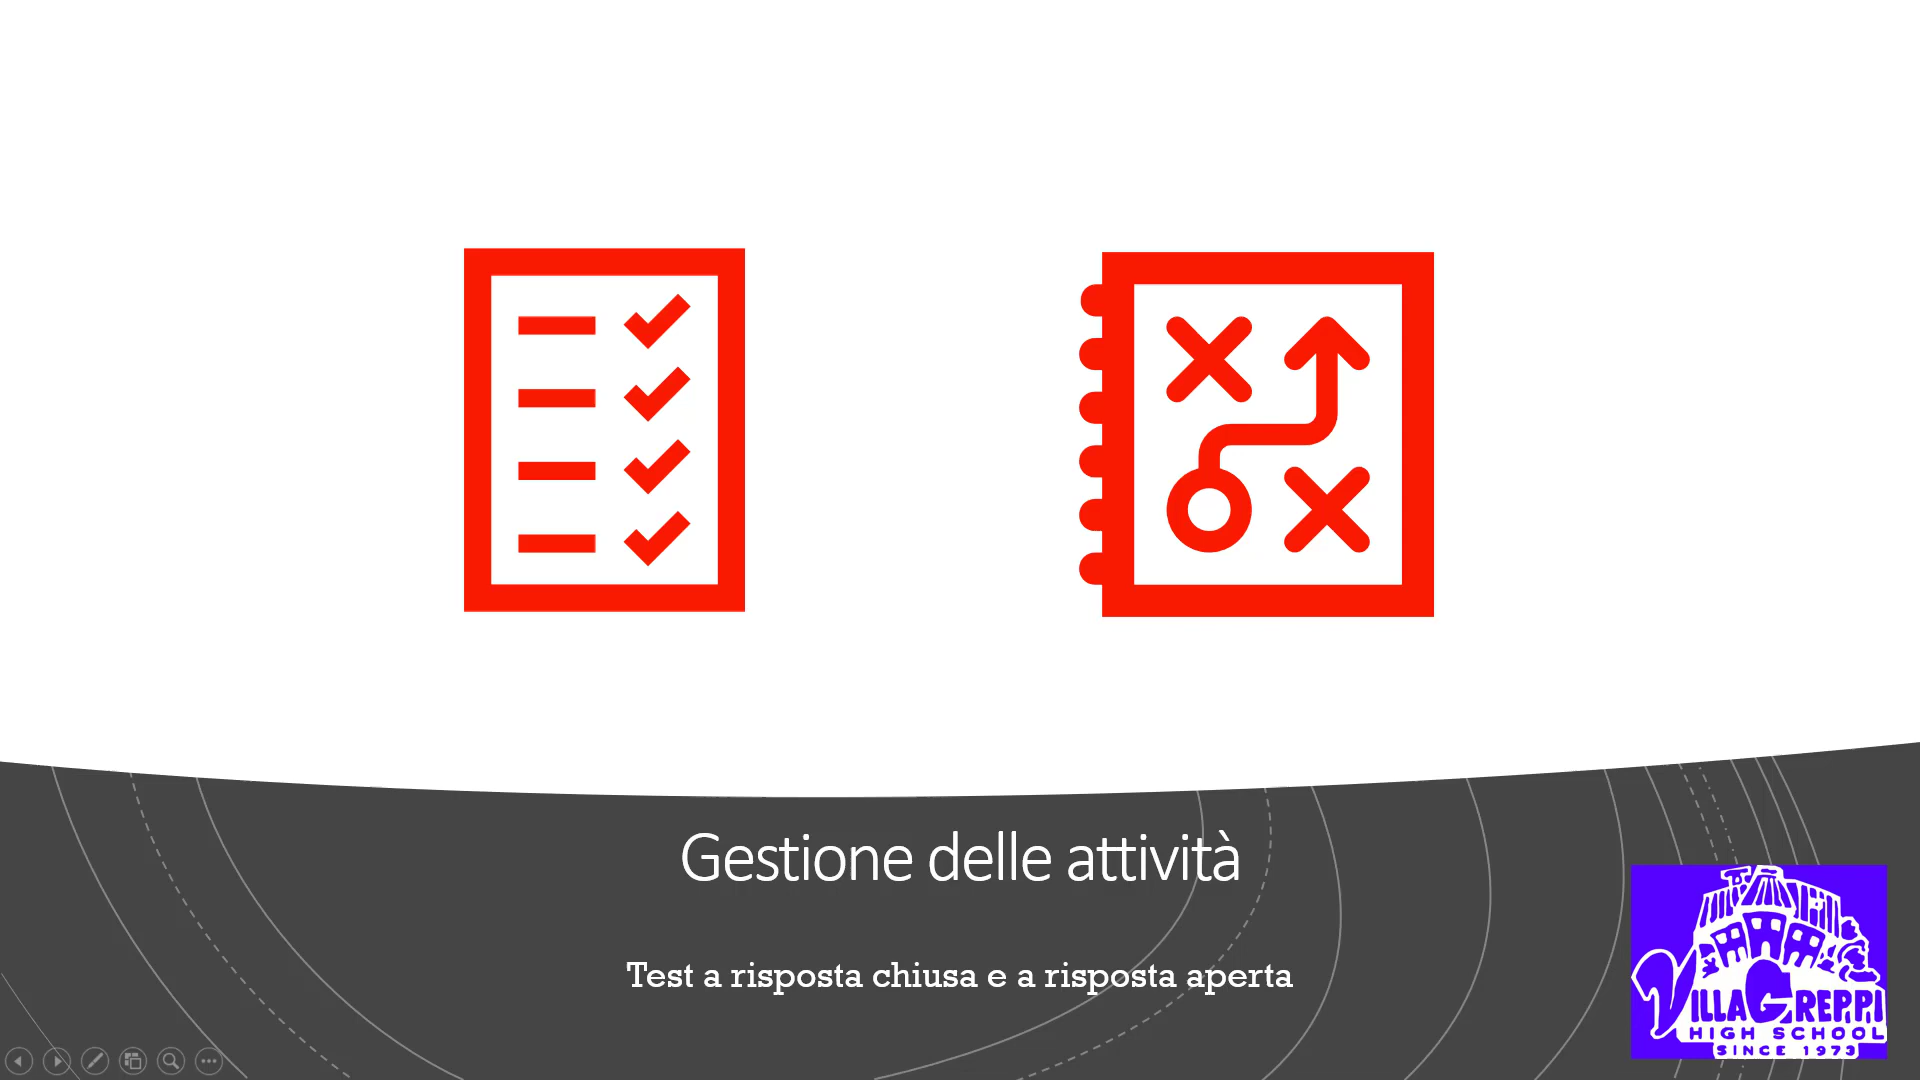 Gestione delle attività
Test a risposta chiusa e a risposta aperta
VILLA GREPPI
HIGH SCHOOL
SINCE 1973